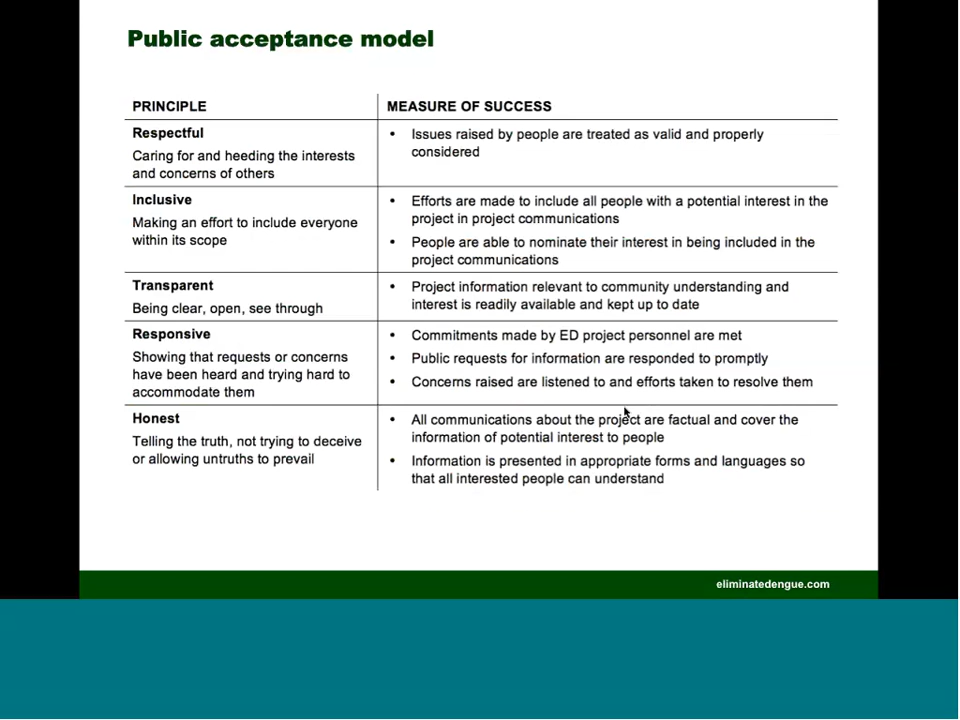 Public acceptance model
PRINCIPLE
MEASURE OF SUCCESS
Respectful
Caring for and heeding the interests
and concerns of others
• Issues raised by people are treated as valid and properly
considered
Inclusive
Making an effort to include everyone
within its scope
• Efforts are made to include all people with a potential interest in the
project in project communications
• People are able to nominate their interest in being included in the
project communications
Transparent
Being clear, open, see through
• Project information relevant to community understanding and
interest is readily available and kept up to date
Responsive
Showing that requests or concerns
have been heard and trying hard to
accommodate them
• Commitments made by ED project personnel are met
• Public requests for information are responded to promptly
• Concerns raised are listened to and efforts taken to resolve them
Honest
Telling the truth, not trying to deceive
or allowing untruths to prevail
• All communications about the project are factual and cover the
information of potential interest to people
• Information is presented in appropriate forms and languages so
that all interested people can understand
eliminatedengue.com